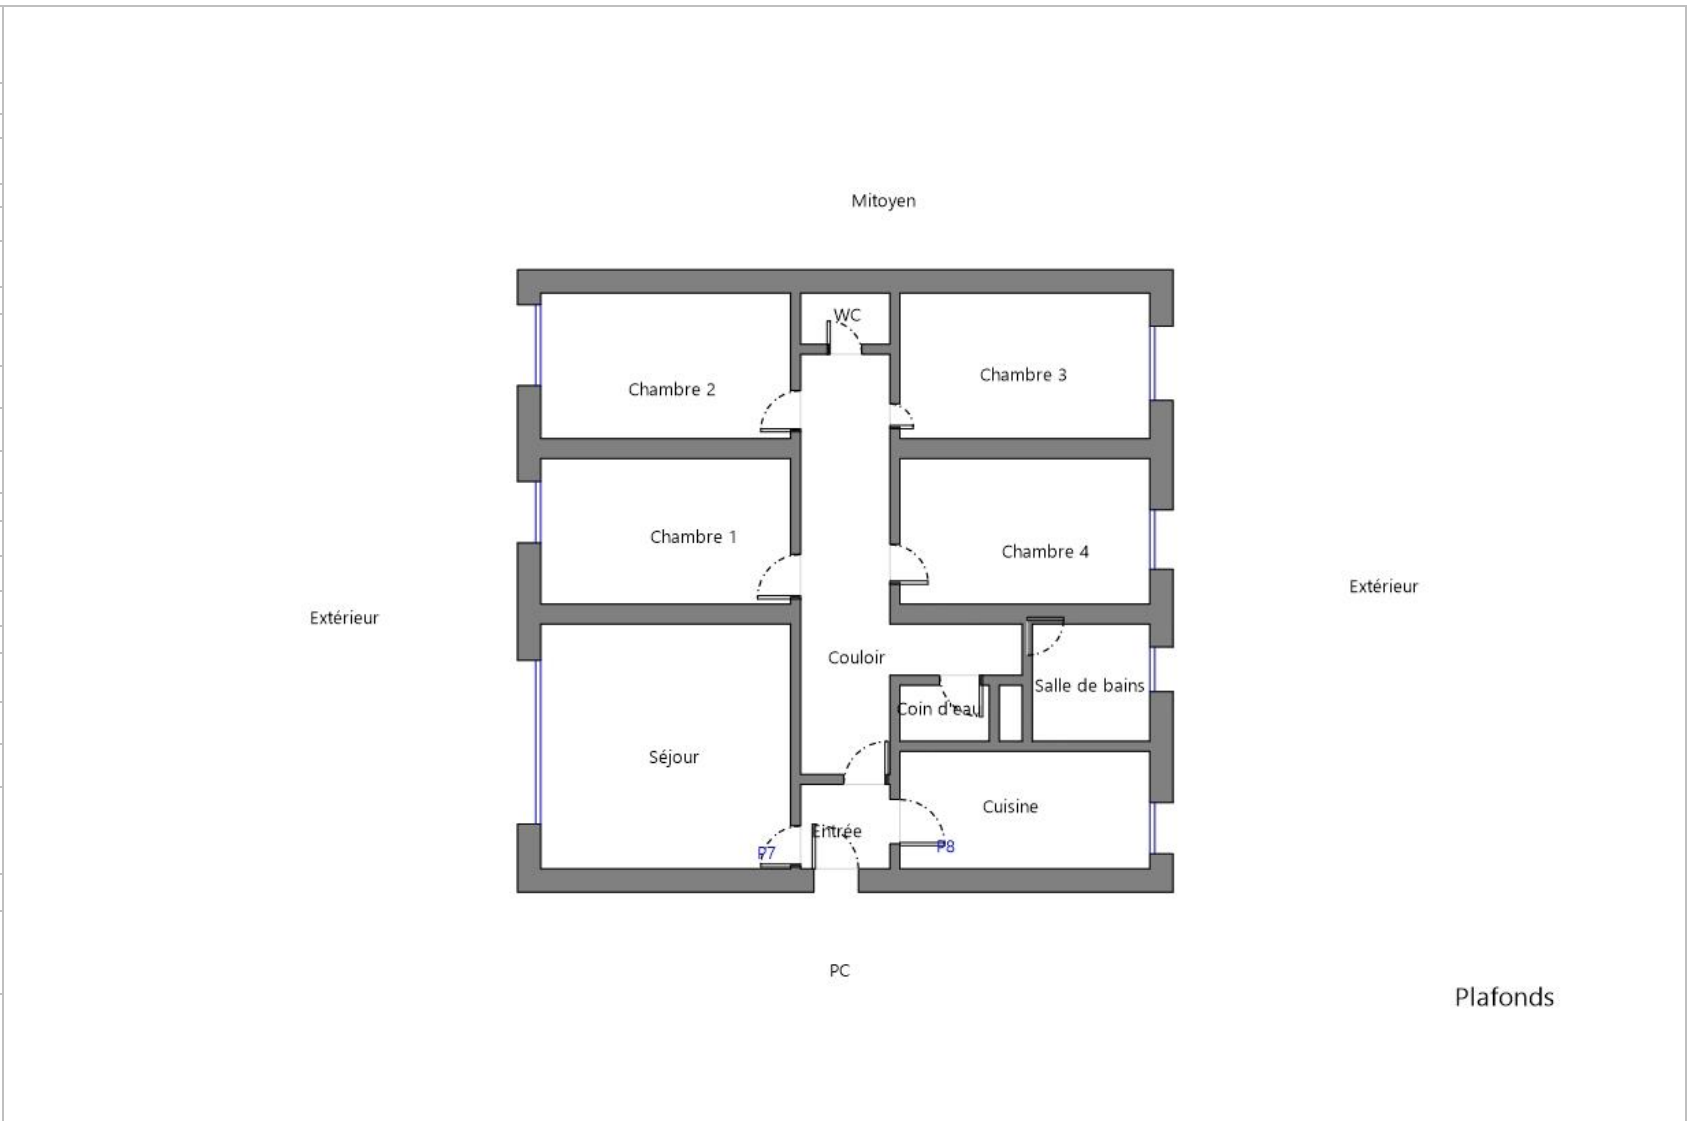 Mitoyen
WC
Chambre 2
Chambre 3
Chambre 1
Chambre 4
Extérieur
Extérieur
Couloir
Salle de bains
Coin d'eau
Séjour
Cuisine
Entrée
P7
P8
PC
Plafonds